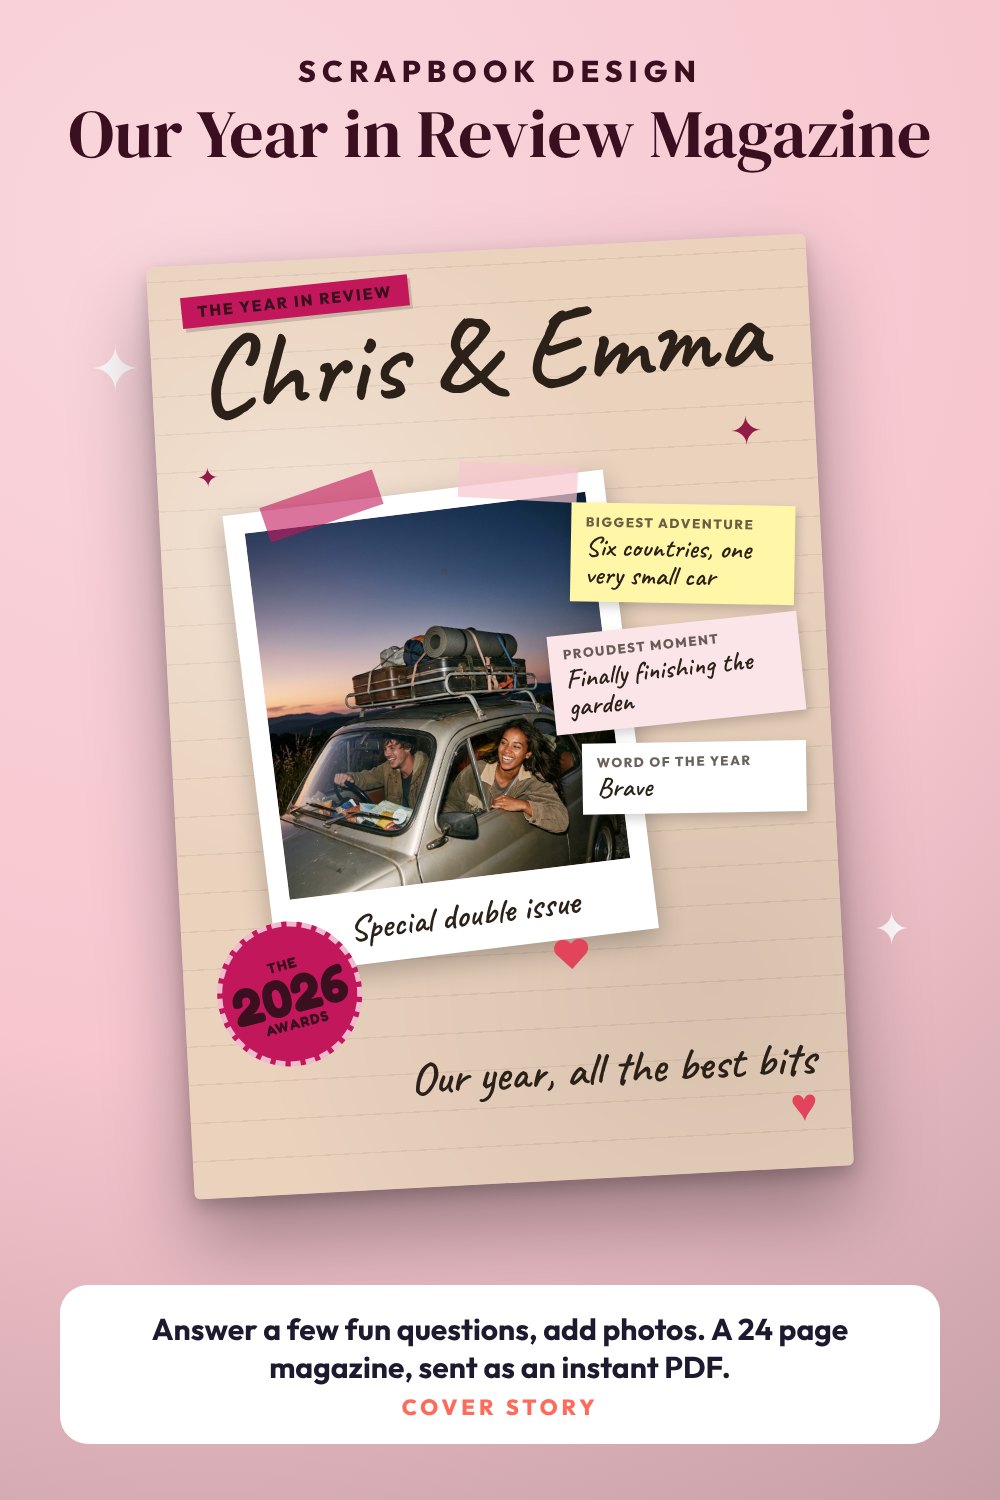 SCRAPBOOK DESIGN
Our Year in Review Magazine
THE YEAR IN REVIEW
Chris & Emma
BIGGEST ADVENTURE
Six countries, one
very small car
PROUDEST MOMENT
Finally finishing the
garden
WORD OF THE YEAR
Brave
Special double issue
THE
2026
AWARDS
Our year, all the best bits
Answer a few fun questions, add photos. A 24 page
magazine, sent as an instant PDF.
COVER STORY